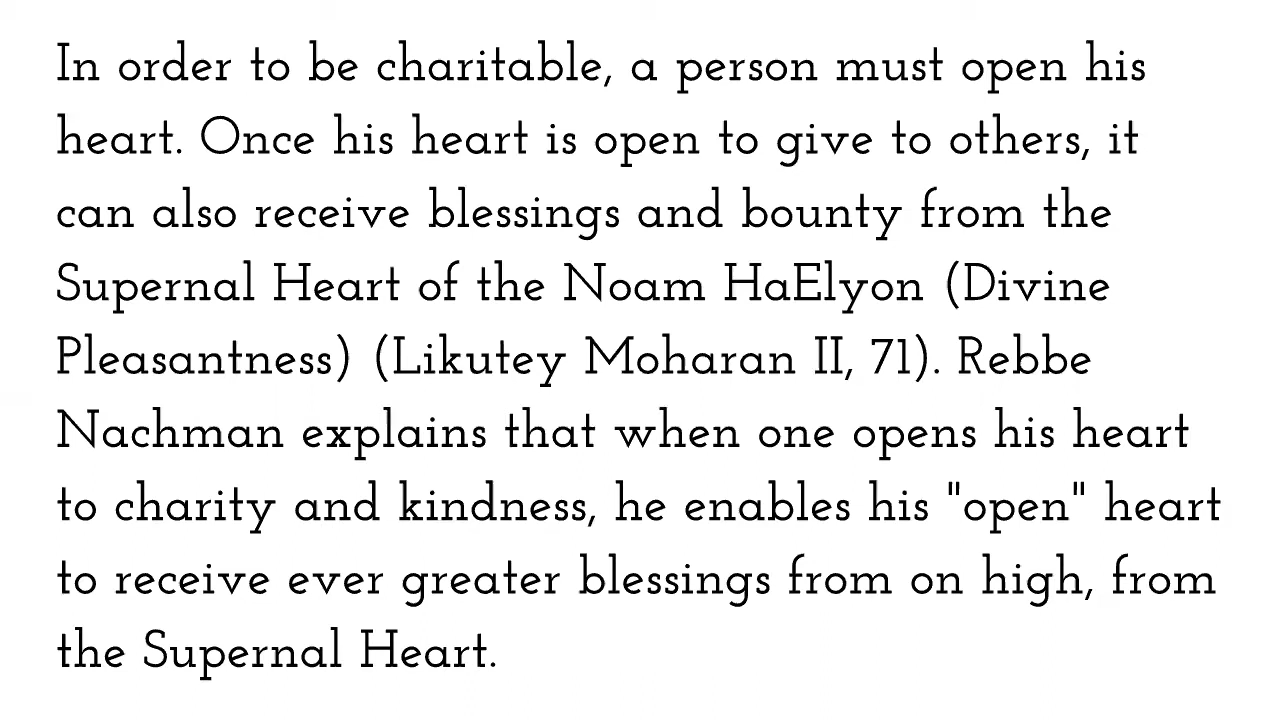 In order to be charitable, a person must open his
heart. Once his heart is open to give to others, it
can also receive blessings and bounty from the
Supernal Heart of the Noam HaElyon (Divine
Pleasantness) (Likutey Moharan II, 71). Rebbe
Nachman explains that when one opens his heart
to charity and kindness, he enables his "open" heart
to receive ever greater blessings from on high, from
the Supernal Heart.